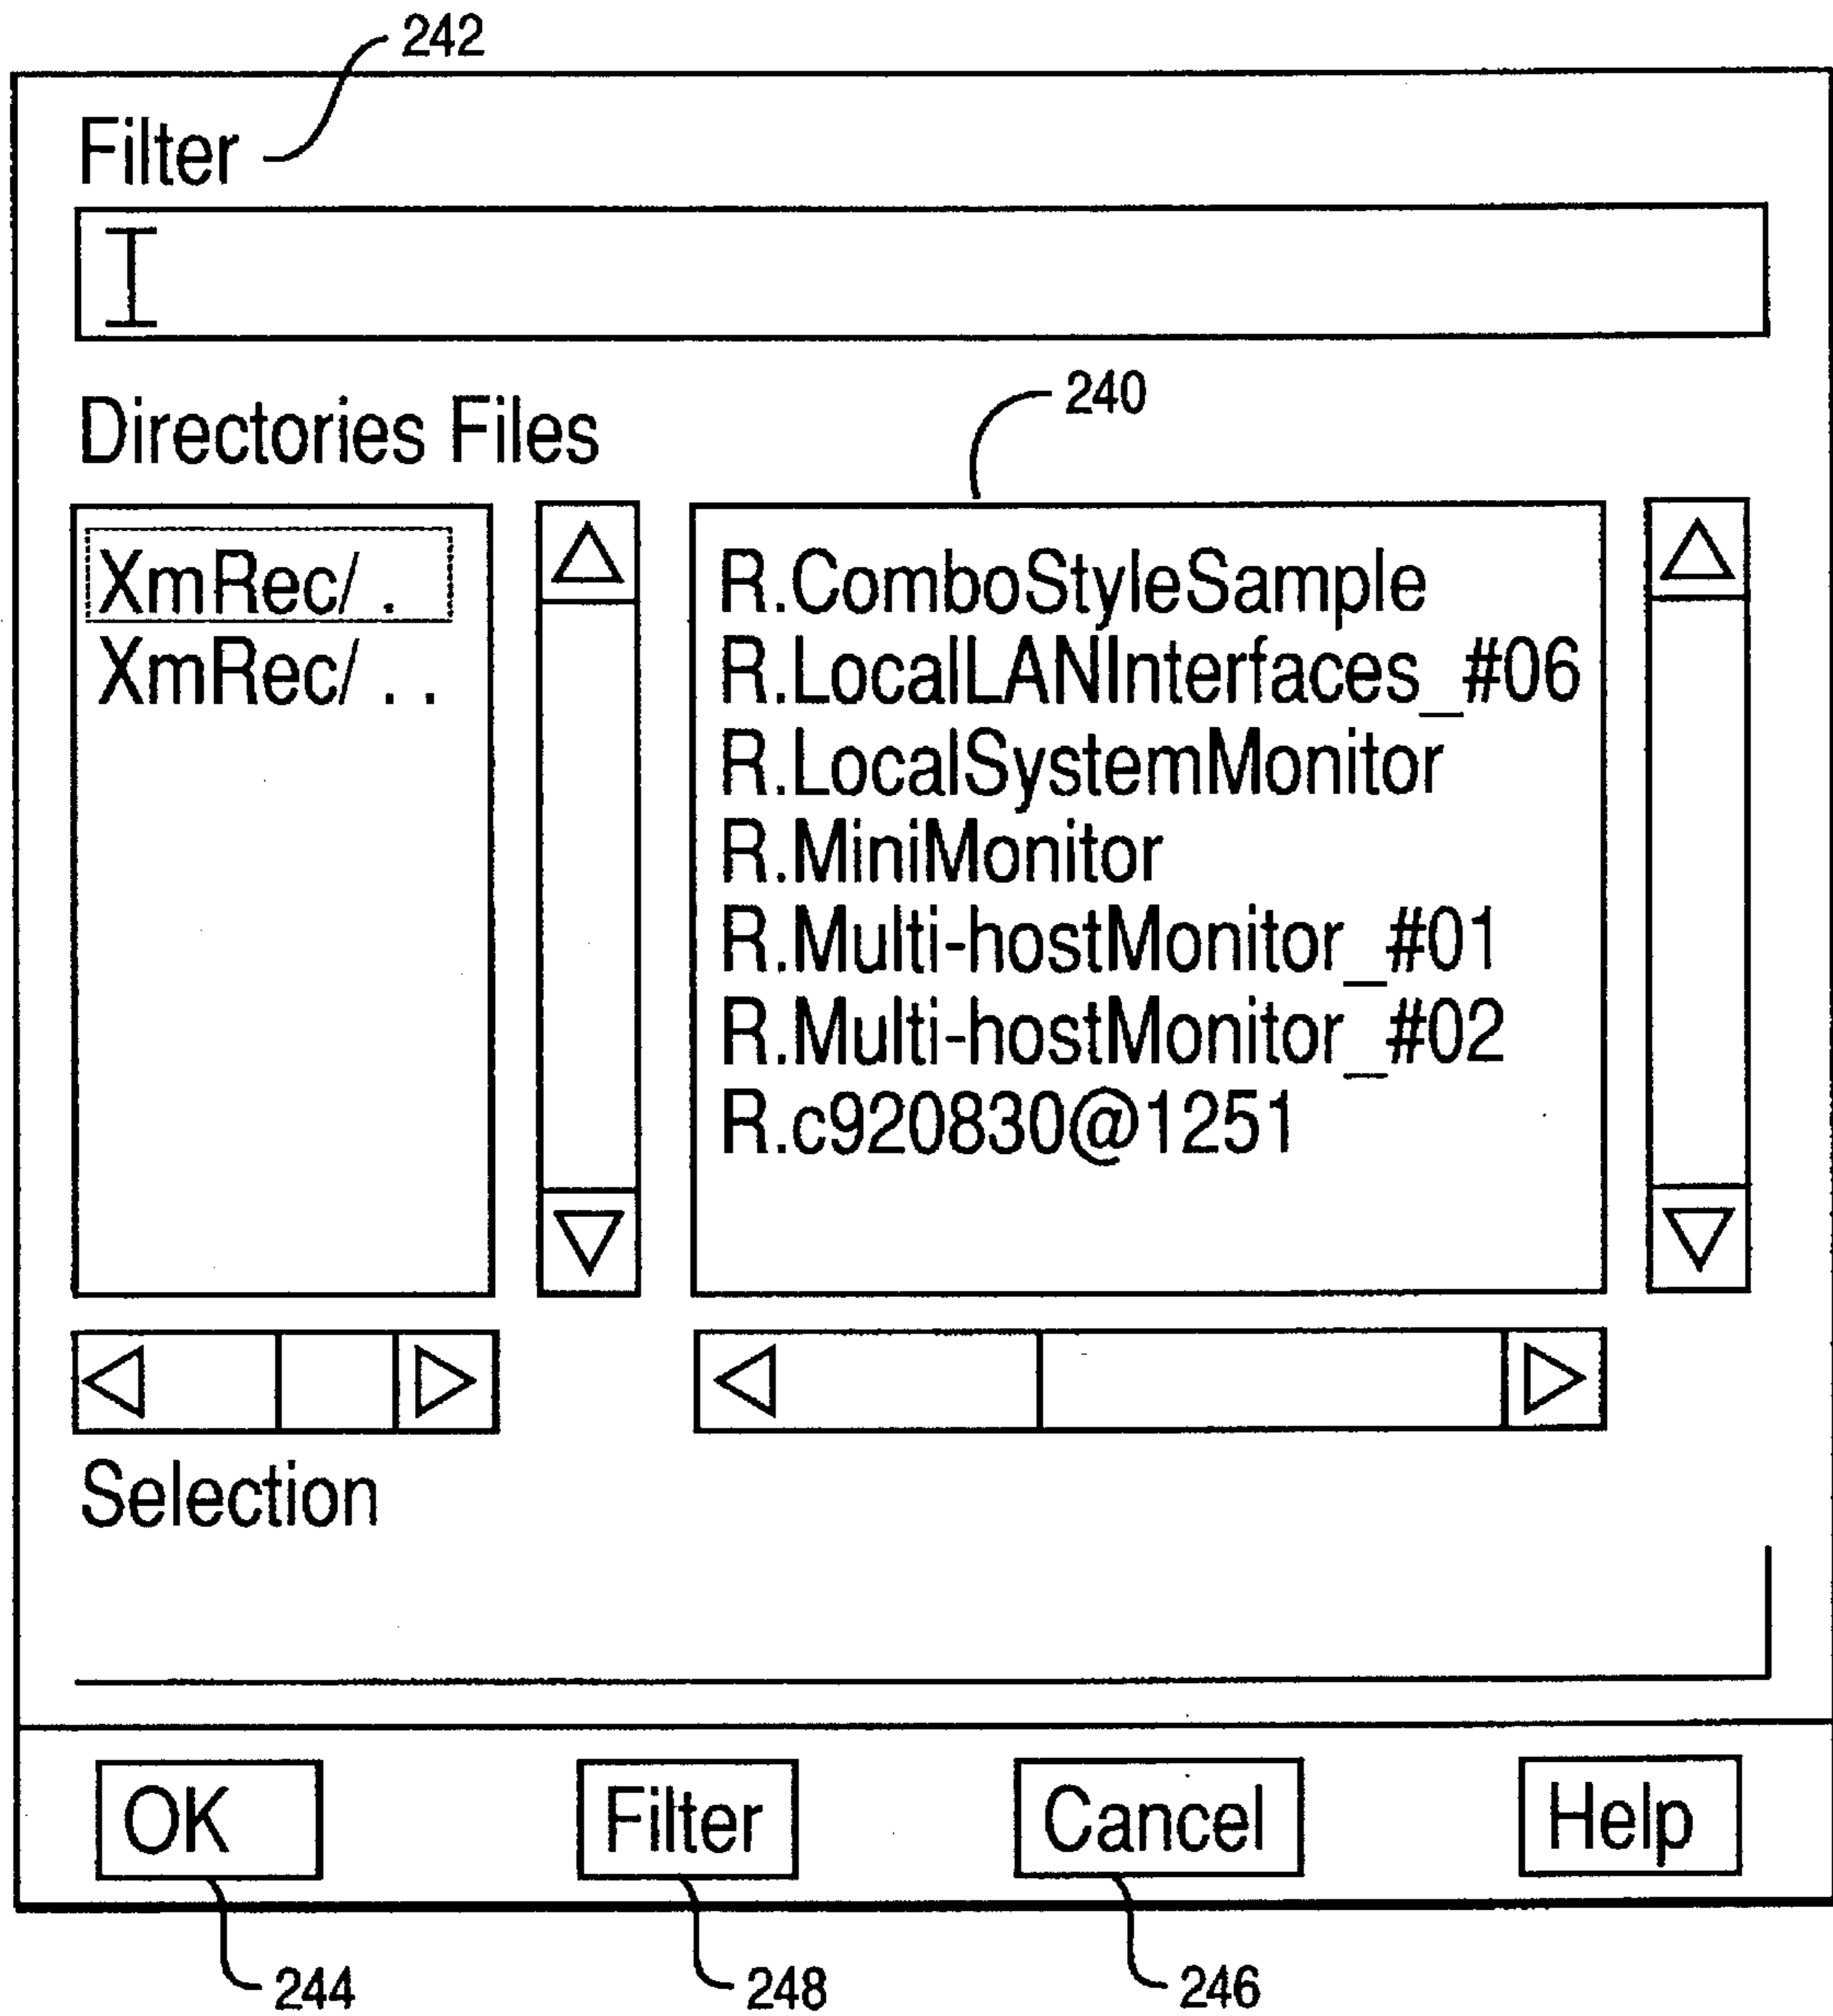 242
Filter
240
Directories Files
XmRec/ .
XmRec/ . .
R.ComboStyleSample
R.LocalLANInterfaces_#06
R.LocalSystemMonitor
R.MiniMonitor
R.Multi-hostMonitor_#01
R.Multi-hostMonitor_#02
R.c920830@1251
Selection
OK Filter Cancel Help
244 248 246